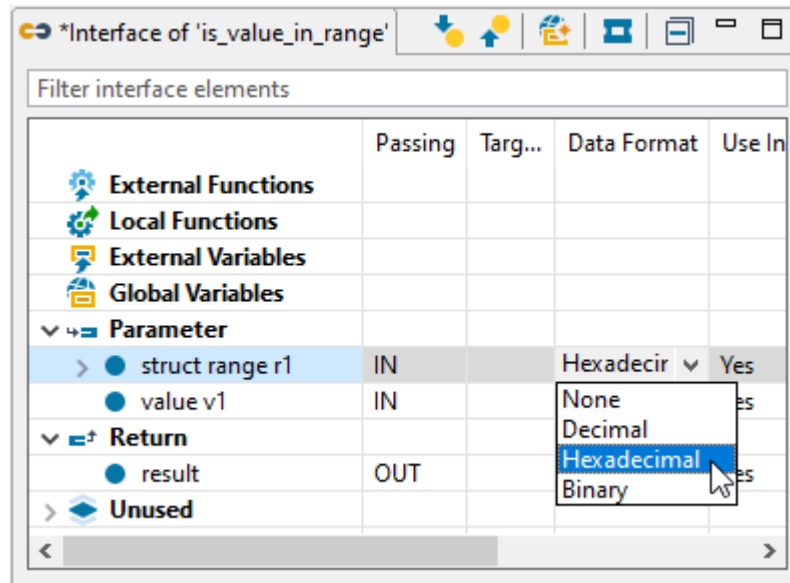 *Interface of 'is_value_in_range'
Filter interface elements
Passing Targ... Data Format Use In
External Functions
Local Functions
External Variables
Global Variables
Parameter
struct range r1 IN Hexadecir Yes
value v1 IN None es
Decimal
Return
Hexadecimal
result OUT es
Binary
Unused